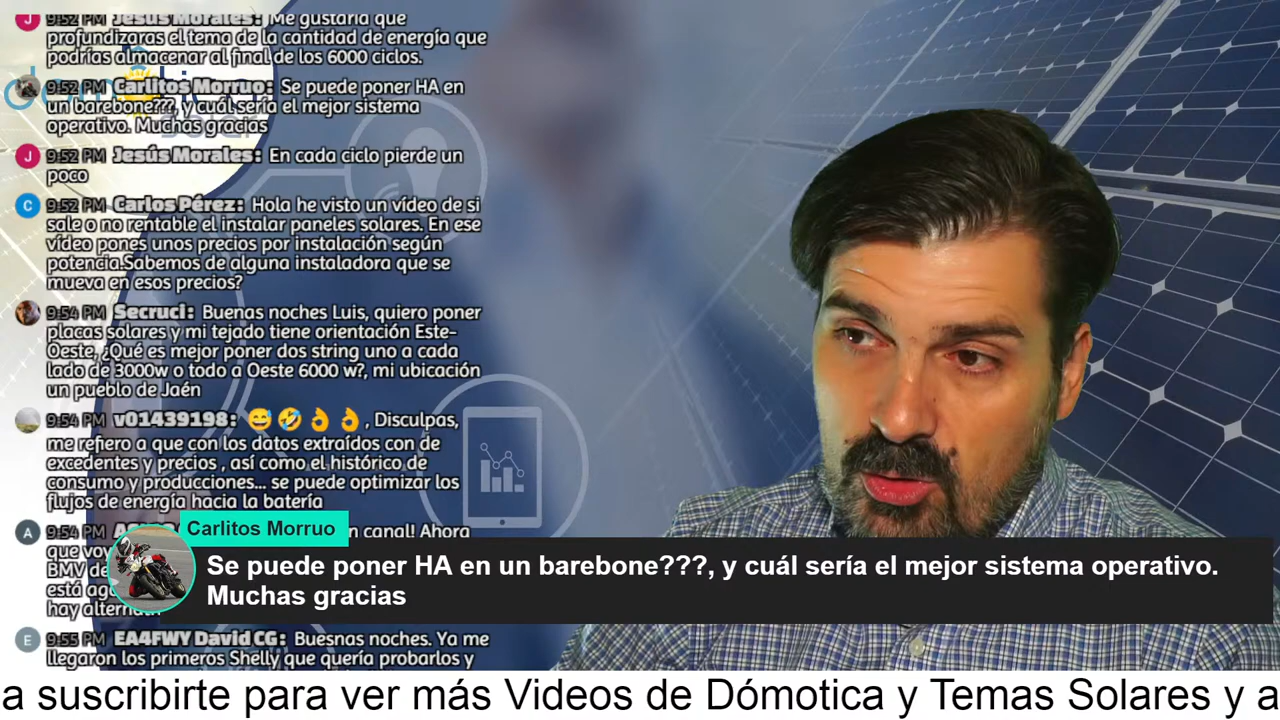 9:52 PM Jesús Morales: Me gustaría que
profundizaras el tema de la cantidad de energía que
podrías almacenar al final de los 6000 ciclos.
9:52 PM Carlitos Morruo: Se puede poner HA en
un barebone???, y cuál sería el mejor sistema
operativo. Muchas gracias
J 9:52 PM Jesús Morales: En cada ciclo pierde un
poco
C 9:52 PM Carlos Pérez: Hola he visto un vídeo de si
sale o no rentable el instalar paneles solares. En ese
vídeo pones unos precios por instalación según
potencia.Sabemos de alguna instaladora que se
mueva en esos precios?
9:54 PM Secruci: Buenas noches Luis, quiero poner
placas solares y mi tejado tiene orientación Este-
Oeste, ¿Qué es mejor poner dos string uno a cada
lado de 3000w o todo a Oeste 6000 w?, mi ubicación
un pueblo de Jaén
9:54 PM v01439198: 😅 🤣 👌 👌, Disculpas,
me refiero a que con los datos extraídos con de
excedentes y precios , así como el histórico de
consumo y producciones... se puede optimizar los
flujos de energía hacia la batería
A 9:54 PM canal! Ahora
que
BMV de
está
hay
Carlitos Morruo
Se puede poner HA en un barebone???, y cuál sería el mejor sistema operativo.
Muchas gracias
E 9:55 PM EA4FWY David CG: Buesnas noches. Ya me
llegaron los primeros Shelly que quería probarlos y
a suscribirte para ver más Videos de Dómotica y Temas Solares y a